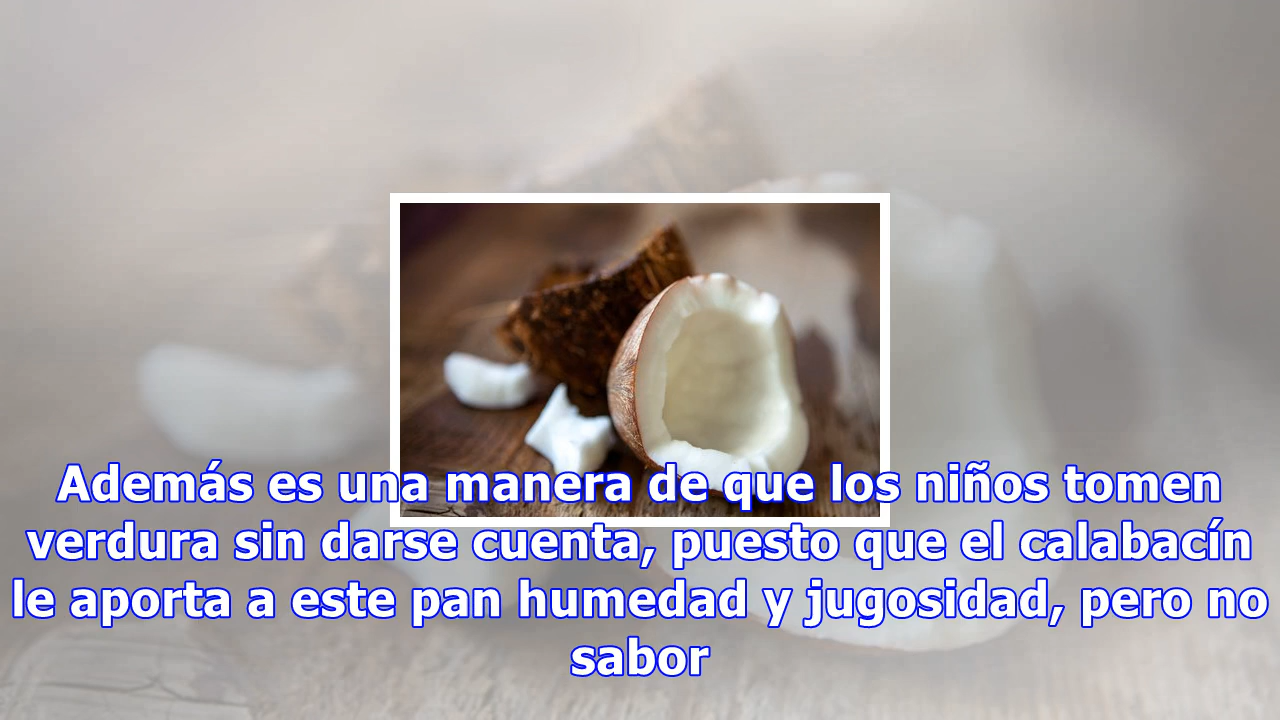 Además es una manera de que los niños tomen
verdura sin darse cuenta, puesto que el calabacín
le aporta a este pan humedad y jugosidad, pero no
sabor